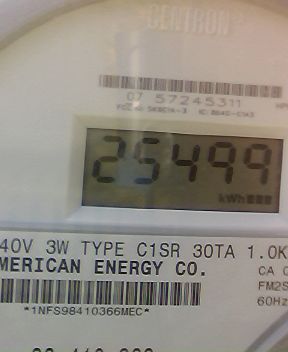 CENTRON
07 57245311
25499
kWh
40V 3W TYPE C1SR 30TA 1.0K
MERICAN ENERGY CO.
CA
FM2S
60Hz
*1NFS98410366MEC*